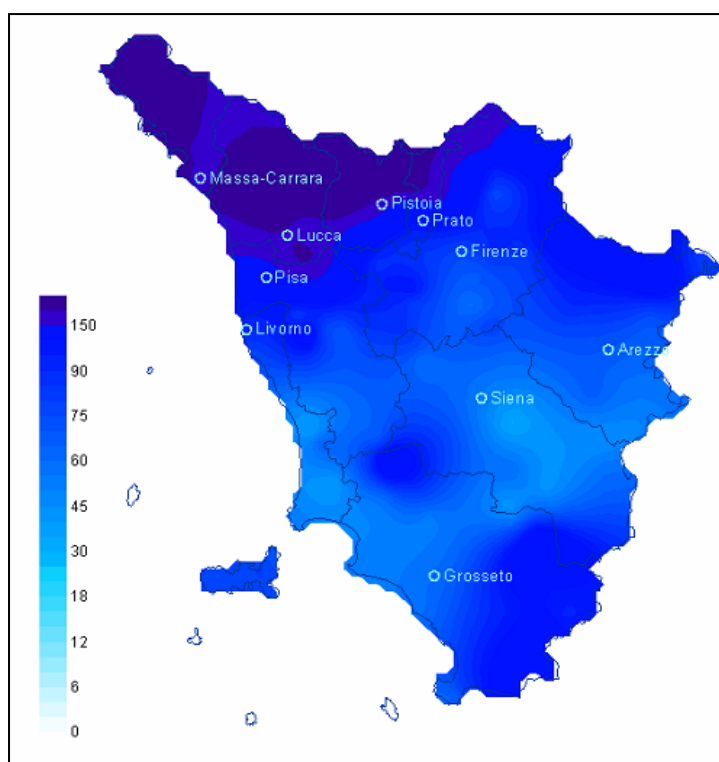 Massa-Carrara
Pistoia
Prato
Lucca
Firenze
Pisa
Livorno
Arezzo
Siena
Grosseto
150
90
75
60
45
30
18
12
6
0